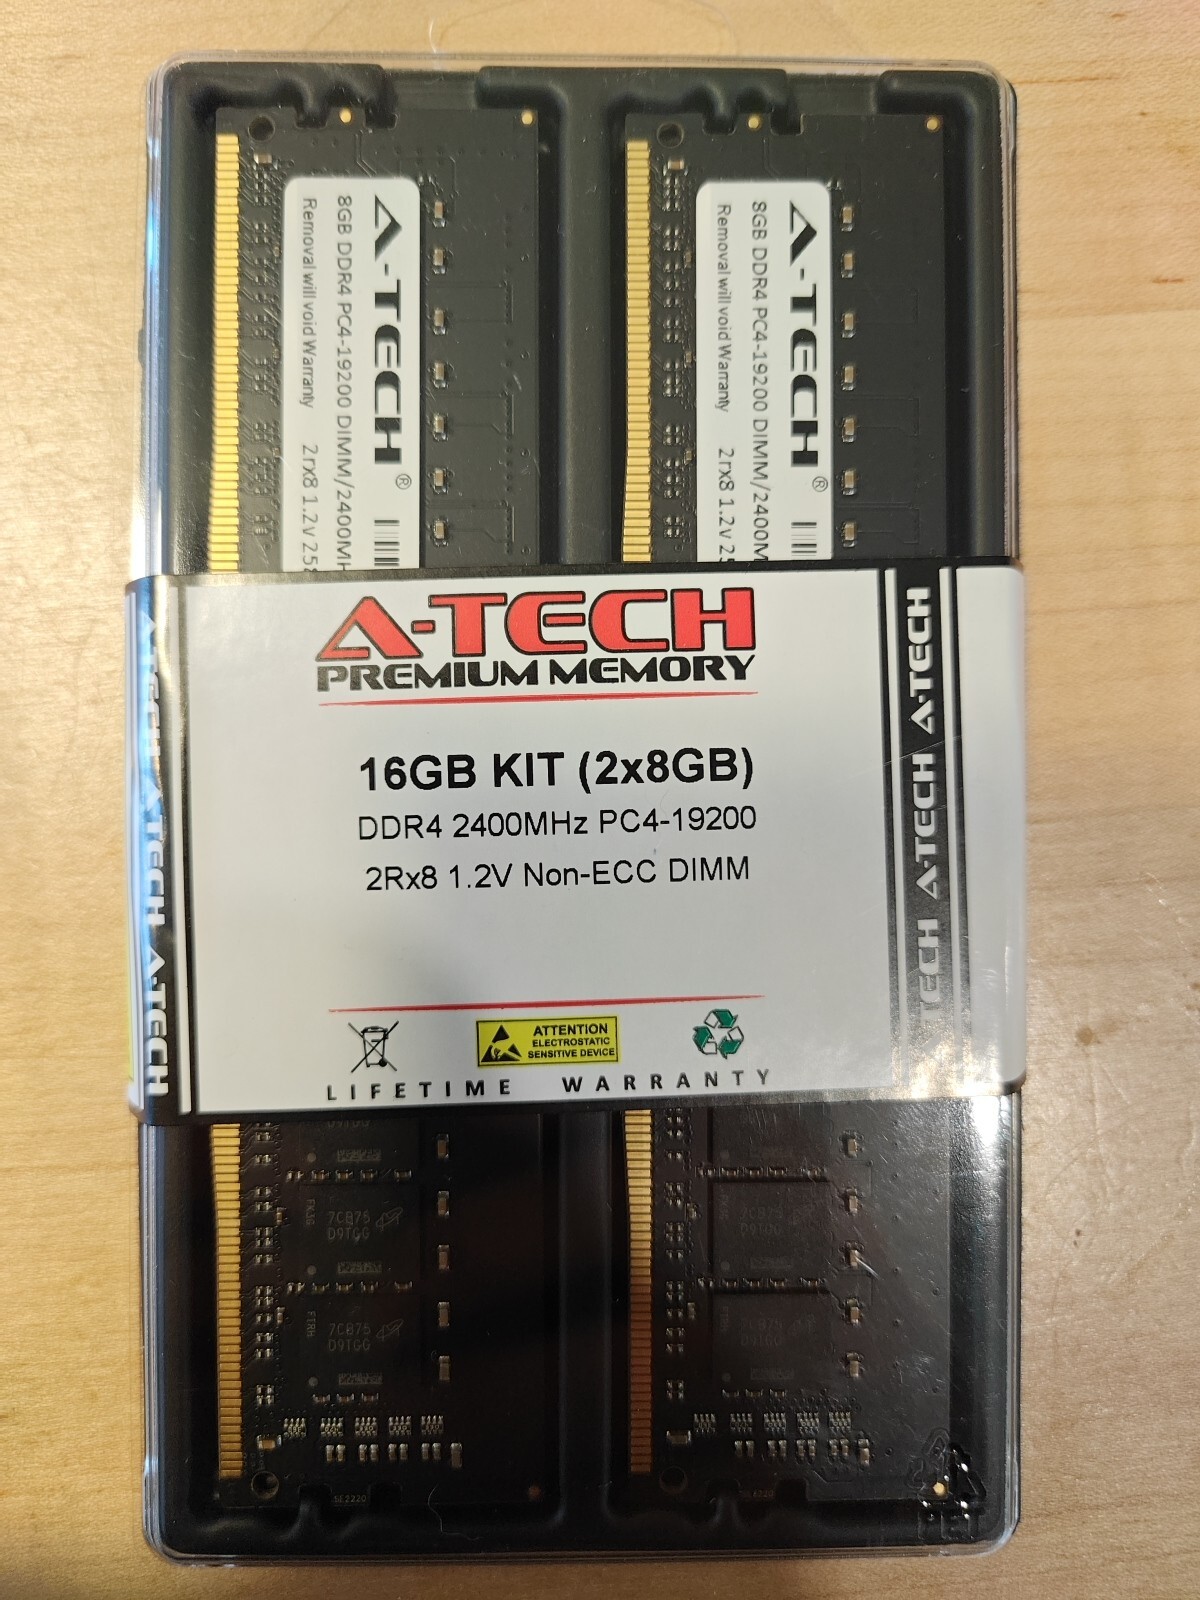 A-TECH®
8GB DDR4 PC4-19200 DIMM/2400MH
Removal will void Warranty 2rx8 1.2V
A-TECH®
8GB DDR4 PC4-19200 DIMM/2400M
Removal will void Warranty 2rx8 1.2V
A-TECH
PREMIUM MEMORY
16GB KIT (2x8GB)
DDR4 2400MHz PC4-19200
2Rx8 1.2V Non-ECC DIMM
ATTENTION
ELECTROSTATIC
SENSITIVE DEVICE
LIFETIME WARRANTY
A-TECH A-TECH
TECH A-TECH A-TECH
7CB75
D9TGG
7CB75
D9TGG
7CB75
D9TGG
PET